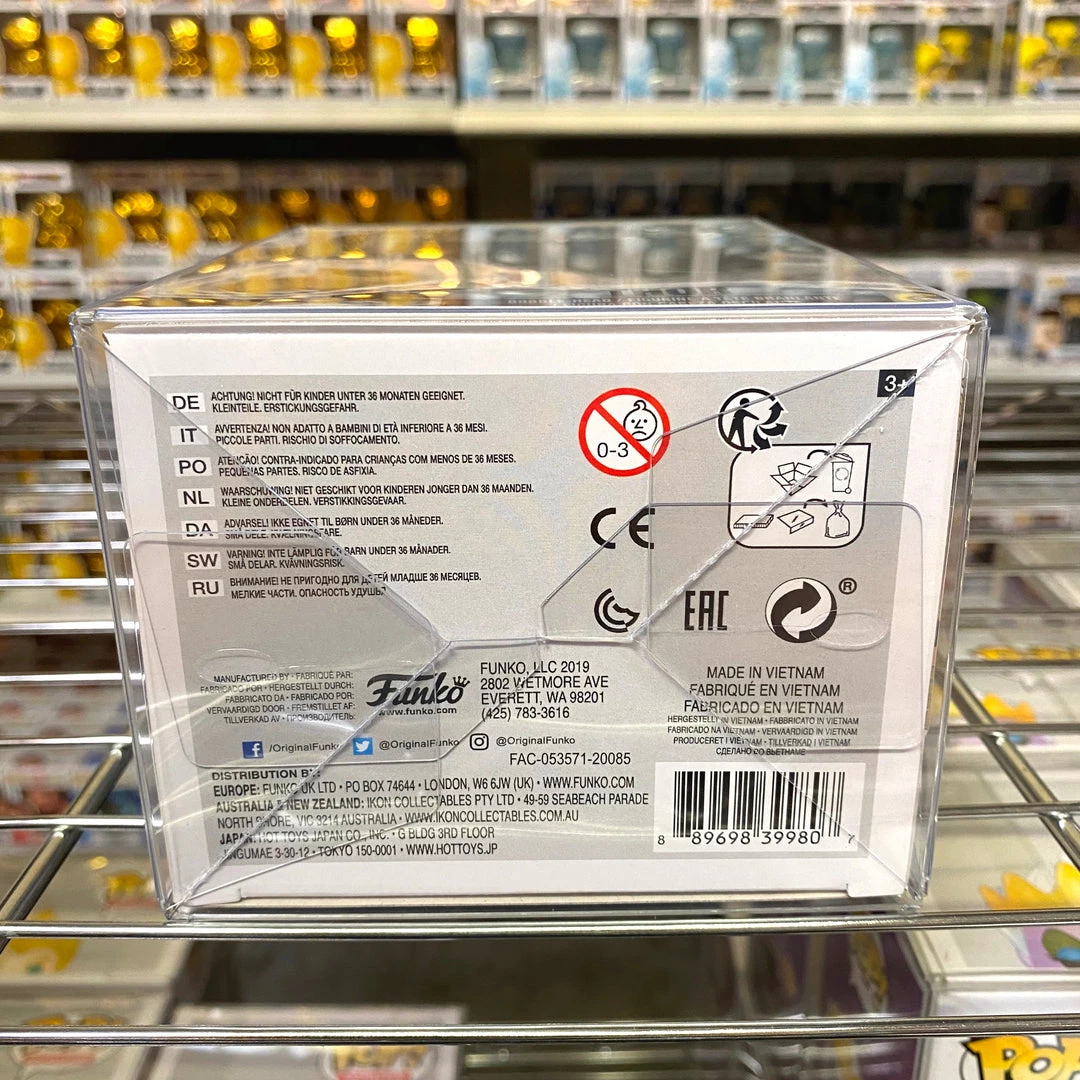 3+
DE ACHTUNG! NICHT FÜR KINDER UNTER 36 MONATEN GEEIGNET.
KLEINTEILE. ERSTICKUNGSGEFAHR.
IT AVVERTENZA! NON ADATTO A BAMBINI DI ETÀ INFERIORE A 36 MESI.
PICCOLE PARTI. RISCHIO DI SOFFOCAMENTO.
PO ATENCÃO! CONTRA-INDICADO PARA CRIANÇAS COM MENOS DE 36 MESES.
PEQUENAS PARTES. RISCO DE ASFIXIA.
NL WAARSCHUWING! NIET GESCHIKT VOOR KINDEREN JONGER DAN 36 MAANDEN.
KLEINE ONDERDELEN. VERSTIKKINGSGEVAAR.
DA ADVARSEL! IKKE EGNET TIL BØRN UNDER 36 MÅNEDER.
SMÅ DELE. KVÆLNINGSFARE.
SW VARNING! INTE LÄMPLIG FÖR BARN UNDER 36 MÅNADER.
SMÅ DELAR. KVÄVNINGSRISK.
RU ВНИМАНИЕ! НЕ ПРИГОДНО ДЛЯ ДЕТЕЙ МЛАДШЕ 36 МЕСЯЦЕВ.
МЕЛКИЕ ЧАСТИ. ОПАСНОСТЬ УДУШЬЯ
0-3
CE
EAC
®
MANUFACTURED BY • FABRIQUÉ PAR:
FABRICADO POR • HERGESTELLT DURCH:
FABBRICATO DA • FABRICADO POR:
VERVAARDIGD DOOR • FREMSTILLET AF:
TILLVERKAD AV • ПРОИЗВОДИТЕЛЬ:
Funko
www.funko.com
FUNKO, LLC 2019
2802 WETMORE AVE
EVERETT, WA 98201
(425) 783-3616
/OriginalFunko @OriginalFunko @OriginalFunko
FAC-053571-20085
MADE IN VIETNAM
FABRIQUÉ EN VIETNAM
FABRICADO EN VIETNAM
HERGESTELLT IN VIETNAM • FABBRICATO IN VIETNAM
FABRICADO NA VIETNAM • VERVAARDIGD IN VIETNAM
PRODUCERET I VIETNAM • TILLVERKAD I VIETNAM
СДЕЛАНО ВО ВЬЕТНАМЕ
DISTRIBUTION BY:
EUROPE: FUNKO UK LTD • PO BOX 74644 • LONDON, W6 6JW (UK) • WWW.FUNKO.COM
AUSTRALIA & NEW ZEALAND: IKON COLLECTABLES PTY LTD • 49-59 SEABEACH PARADE
NORTH SHORE, VIC 3214 AUSTRALIA • WWW.IKONCOLLECTABLES.COM.AU
JAPAN: HOT TOYS JAPAN CO., INC. • G BLDG 3RD FLOOR
JINGUMAE 3-30-12 • TOKYO 150-0001 • WWW.HOTTOYS.JP
8 89698 39980 7
POP